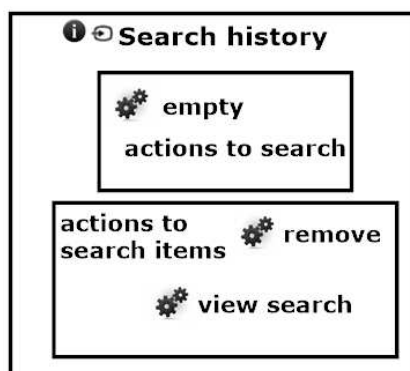 Search history
empty
actions to search
actions to
search items
remove
view search